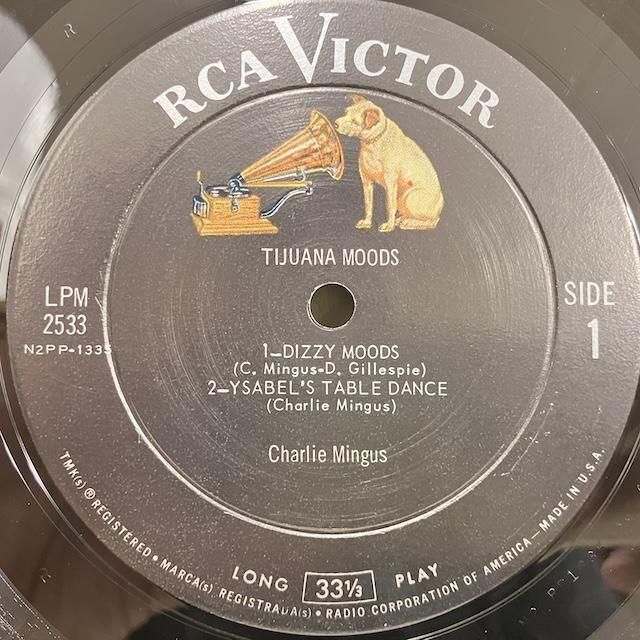 RCA VICTOR
TIJUANA MOODS
LPM
2533
N2PP-1335
SIDE
1
1—DIZZY MOODS
(C. Mingus-D. Gillespie)
2—YSABEL'S TABLE DANCE
(Charlie Mingus)
Charlie Mingus
LONG 33⅓ PLAY
TMK(s) ® REGISTERED • MARCA(s) REGISTRADA(s) • RADIO CORPORATION OF AMERICA—MADE IN U.S.A.